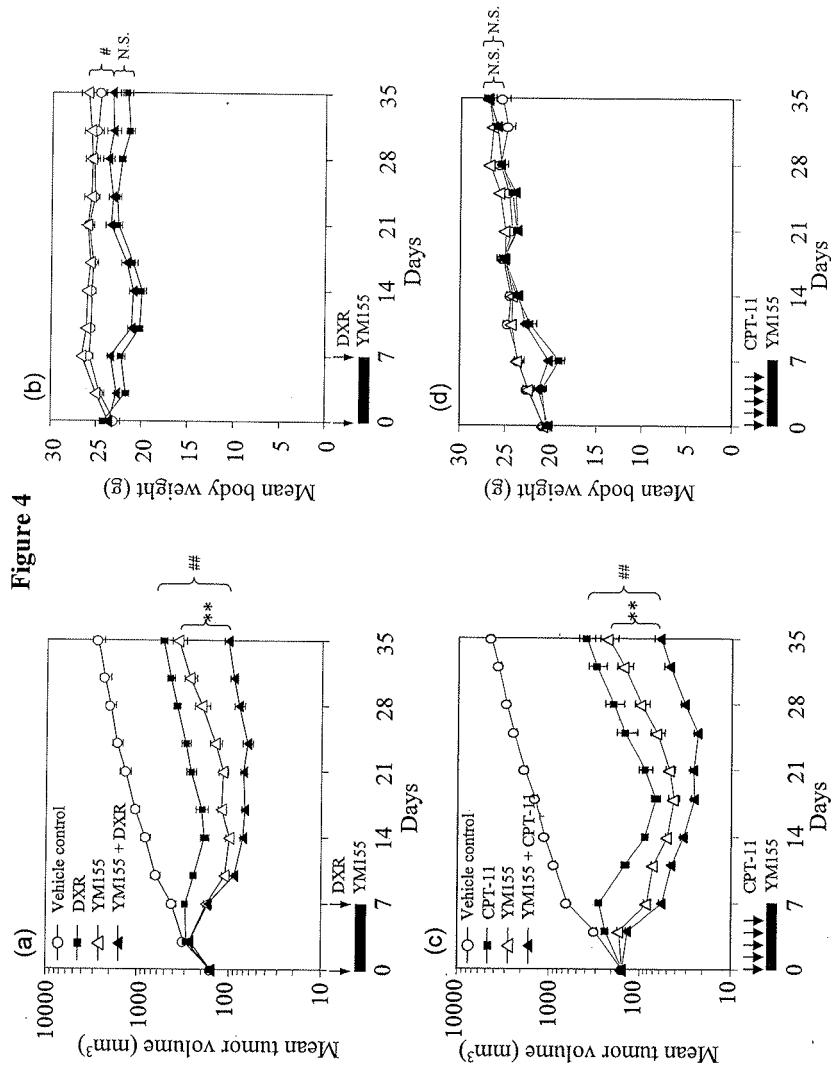 Figure 4
(a)
Mean tumor volume (mm³)
10000
1000
100
10
Vehicle control
DXR
YM155
YM155 + DXR
0
7
14
21
28
35
Days
DXR
YM155
**
##
(b)
Mean body weight (g)
30
25
20
15
10
5
0
0
7
14
21
28
35
Days
DXR
YM155
#
N.S.
(c)
Mean tumor volume (mm³)
10000
1000
100
10
Vehicle control
CPT-11
YM155
YM155 + CPT-11
0
7
14
21
28
35
Days
CPT-11
YM155
**
##
(d)
Mean body weight (g)
30
25
20
15
10
5
0
0
7
14
21
28
35
Days
CPT-11
YM155
N.S.
N.S.